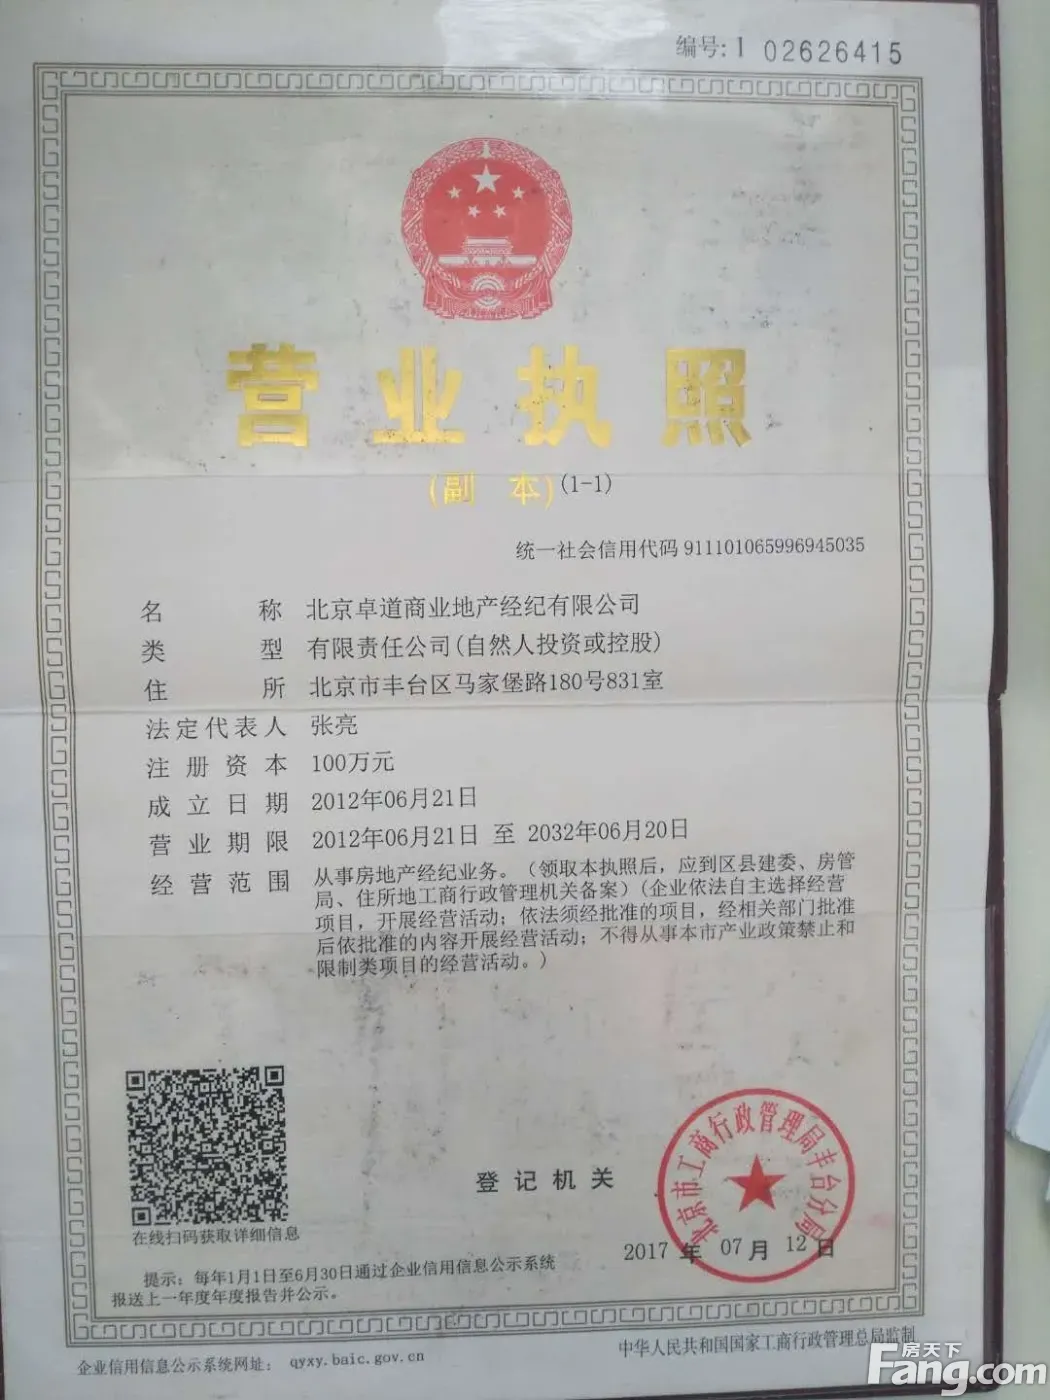 编号:1 02626415
营业执照
(副 本)(1-1)
统一社会信用代码 911101065996945035
名 称 北京卓道商业地产经纪有限公司
类 型 有限责任公司(自然人投资或控股)
住 所 北京市丰台区马家堡路180号831室
法定代表人 张亮
注 册 资 本 100万元
成 立 日 期 2012年06月21日
营 业 期 限 2012年06月21日 至 2032年06月20日
经 营 范 围 从事房地产经纪业务。（领取本执照后，应到区县建委、房管
局、住所地工商行政管理机关备案）(企业依法自主选择经营
项目，开展经营活动；依法须经批准的项目，经相关部门批准
后依批准的内容开展经营活动；不得从事本市产业政策禁止和
限制类项目的经营活动。)
在线扫码获取详细信息
登 记 机 关
北京市工商行政管理局丰台分局
2017 年 07 月 12 日
提示：每年1月1日至6月30日通过企业信用信息公示系统
报送上一年度年度报告并公示。
企业信用信息公示系统网址： qyxy.baic.gov.cn
中华人民共和国国家工商行政管理总局监制
房天下
Fang.com